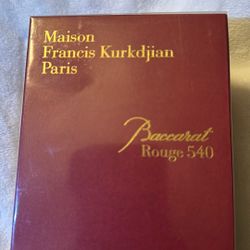 Maison
Francis Kurkdjian
Paris
Baccarat
Rouge 540